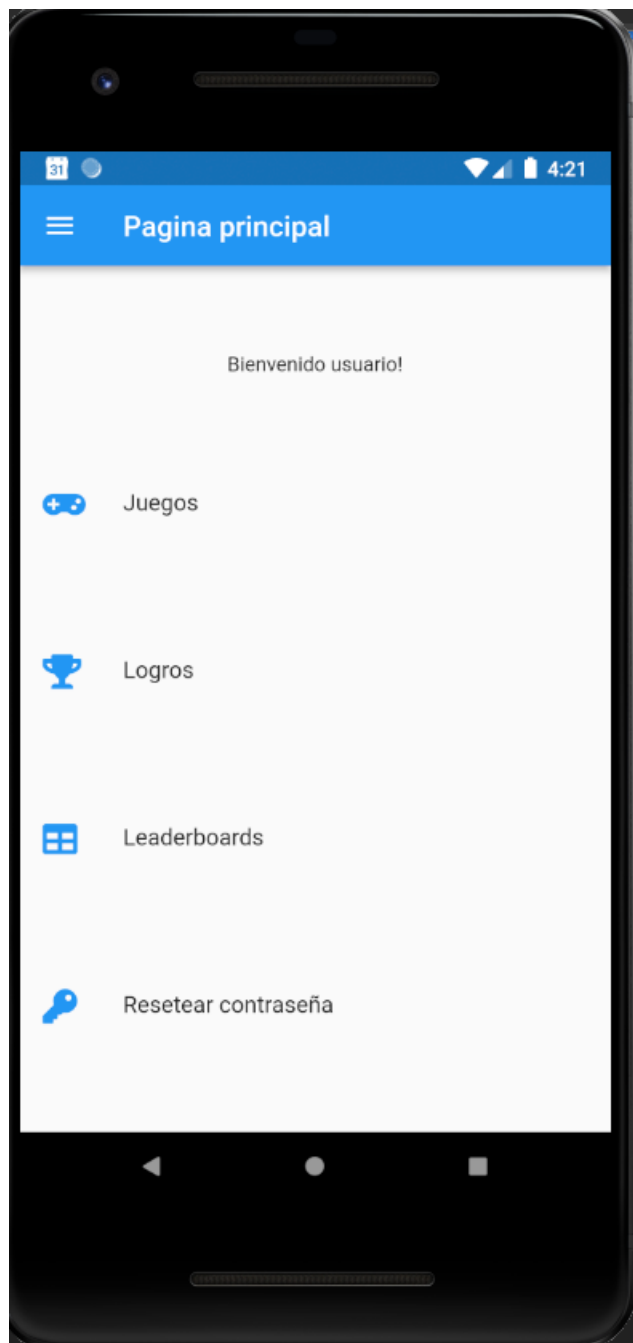 31
4:21
Pagina principal
Bienvenido usuario!
Juegos
Logros
Leaderboards
Resetear contraseña